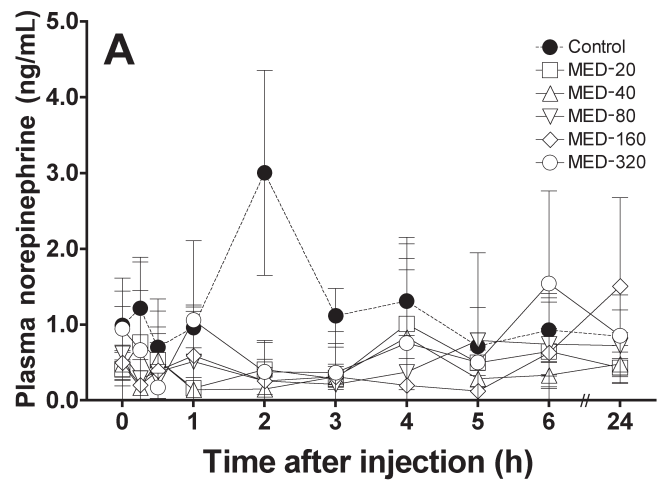 A
Plasma norepinephrine (ng/mL)
5.0
4.0
3.0
2.0
1.0
0.0
Control
MED-20
MED-40
MED-80
MED-160
MED-320
0 1 2 3 4 5 6 // 24
Time after injection (h)